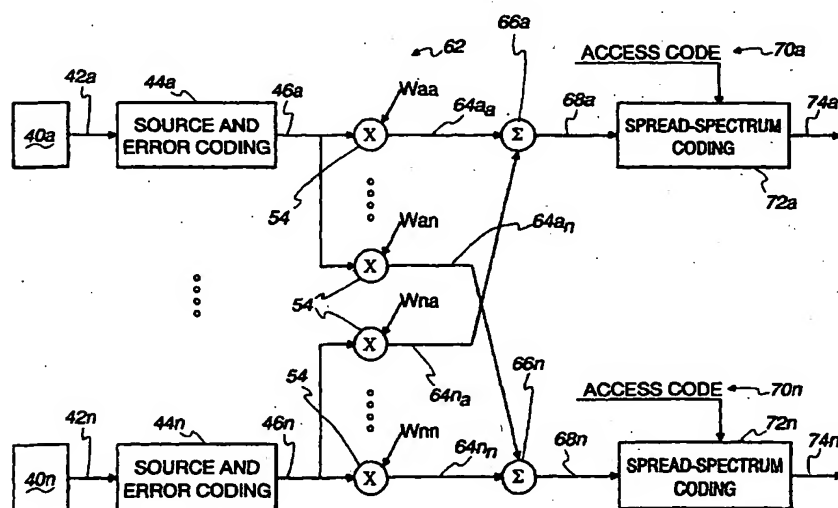 62
66a
ACCESS CODE 70a
42a 44a 46a Waa 64aa 68a 74a
40a SOURCE AND ERROR CODING X Σ SPREAD-SPECTRUM CODING
54 72a
Wan 64an
X
54 Wna
54 X
66n
64na ACCESS CODE 70n
54
42n 44n 46n Wnn 64nn 68n 72n 74n
40n SOURCE AND ERROR CODING X Σ SPREAD-SPECTRUM CODING